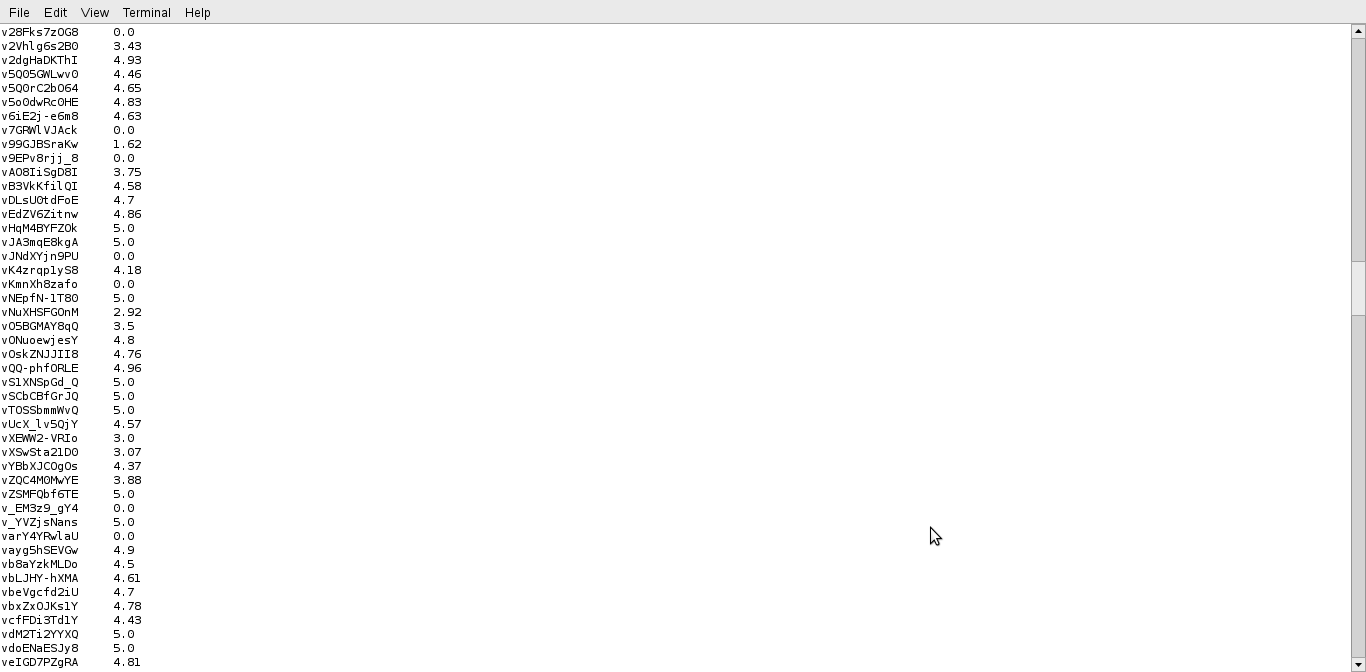 File Edit View Terminal Help
v28Fks7zOG8 0.0
v2Vhlg6s2B0 3.43
v2dgHaDKThI 4.93
v5Q05GWLwv0 4.46
v5Q0rC2bO64 4.65
v5o0dwRc0HE 4.83
v6iE2j-e6m8 4.63
v7GRWlVJAck 0.0
v99GJBSraKw 1.62
v9EPv8rjj_8 0.0
vAO8IiSgD8I 3.75
vB3VkKfilQI 4.58
vDLsU0tdFoE 4.7
vEdZV6Zitnw 4.86
vHqM4BYFZOk 5.0
vJA3mqE8kgA 5.0
vJNdXYjn9PU 0.0
vK4zrqp1yS8 4.18
vKmnXh8zafo 0.0
vNEpfN-1T80 5.0
vNuXHSFGOnM 2.92
vO5BGMAY8qQ 3.5
vONuoewjesY 4.8
vOskZNJJII8 4.76
vQQ-phfORLE 4.96
vS1XNSpGd_Q 5.0
vSCbCBfGrJQ 5.0
vTOSSbmmWvQ 5.0
vUcX_lv5QjY 4.57
vXEWW2-VRIo 3.0
vXSwSta21D0 3.07
vYBbXJCOgOs 4.37
vZQC4M0MwYE 3.88
vZSMFQbf6TE 5.0
v_EM3z9_gY4 0.0
v_YVZjsNans 5.0
varY4YRwlaU 0.0
vayg5hSEVGw 4.9
vb8aYzkMLDo 4.5
vbLJHY-hXMA 4.61
vbeVgcfd2iU 4.7
vbxZxOJKs1Y 4.78
vcfFDi3Td1Y 4.43
vdM2Ti2YYXQ 5.0
vdoENaESJy8 5.0
veIGD7PZgRA 4.81